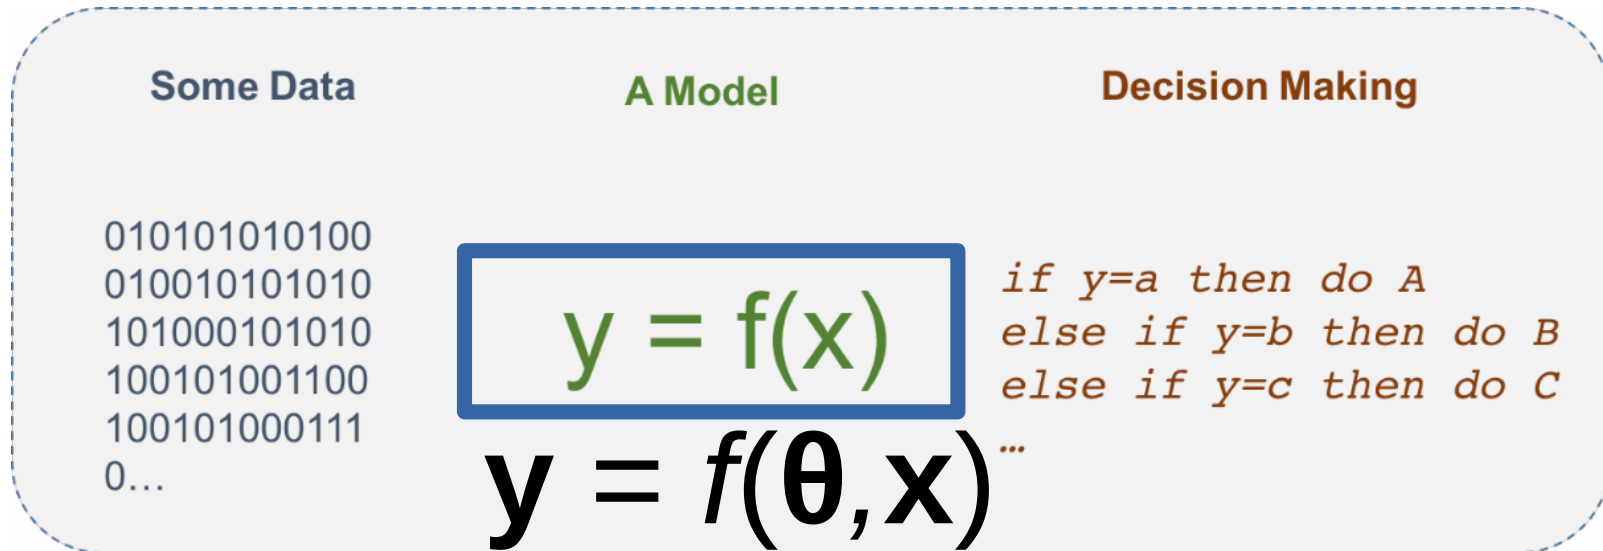 Some Data
010101010100
010010101010
101000101010
100101001100
100101000111
0...
A Model
y = f(x)
y = f(θ,x)
Decision Making
if y=a then do A
else if y=b then do B
else if y=c then do C
…